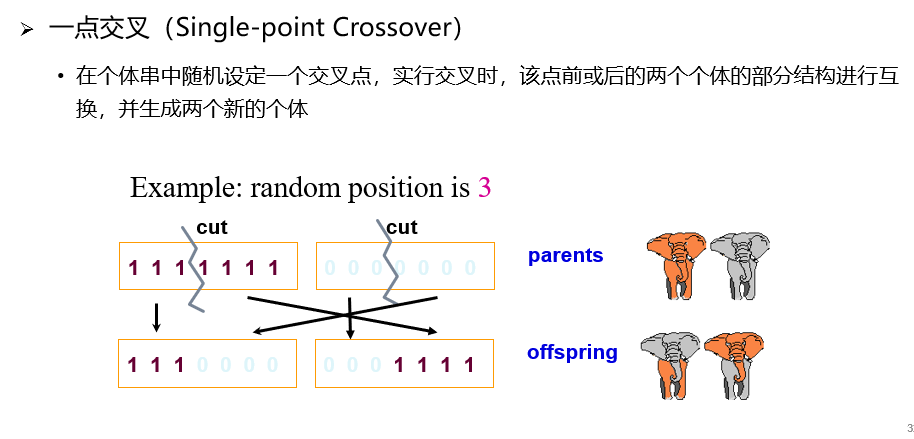 ➢ 一点交叉（Single-point Crossover）
• 在个体串中随机设定一个交叉点，实行交叉时，该点前或后的两个个体的部分结构进行互
换，并生成两个新的个体
Example: random position is 3
cut cut
1 1 1 1 1 1 1 0 0 0 0 0 0 0 parents
1 1 1 0 0 0 0 0 0 0 1 1 1 1 offspring